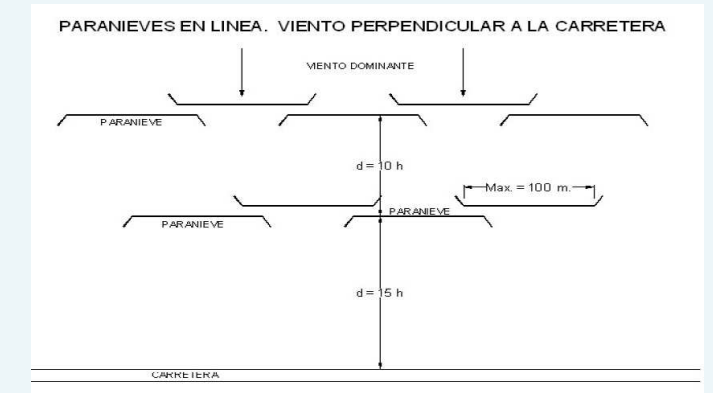 PARANIEVES EN LINEA. VIENTO PERPENDICULAR A LA CARRETERA
VIENTO DOMINANTE
PARANIEVE
d = 10 h
Max. = 100 m.
PARANIEVE
PARANIEVE
d = 15 h
CARRETERA